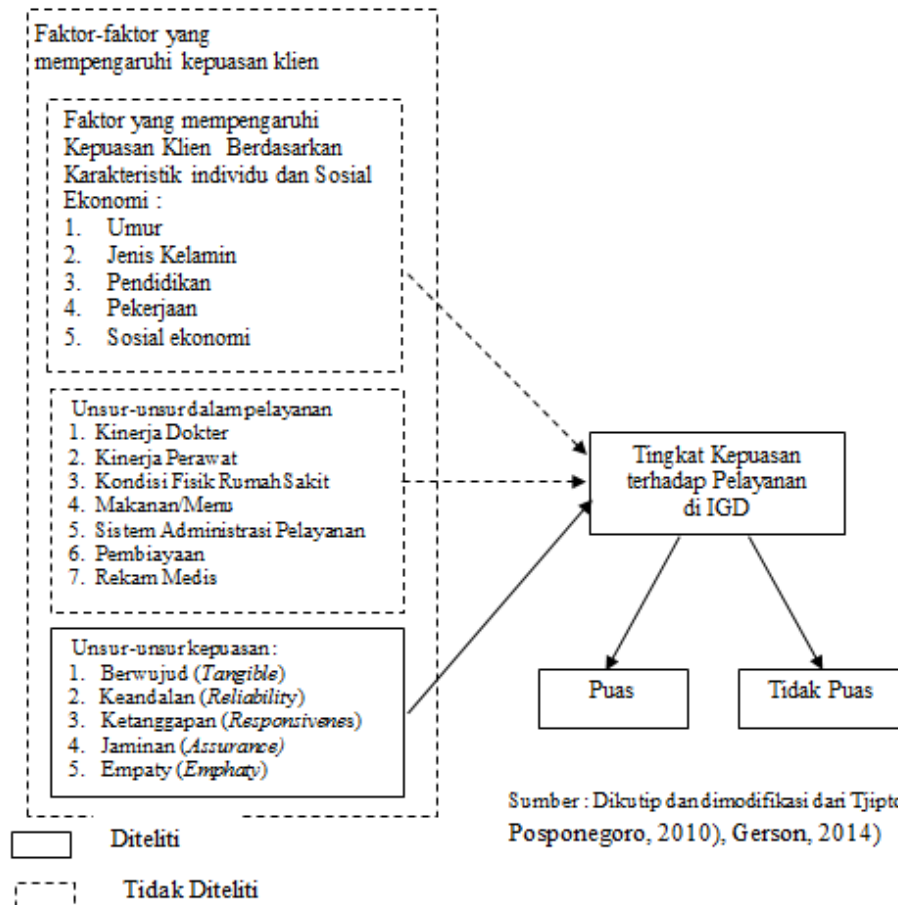 Faktor-faktor yang
mempengaruhi kepuasan klien
Faktor yang mempengaruhi
Kepuasan Klien Berdasarkan
Karakteristik individu dan Sosial
Ekonomi :
1. Umur
2. Jenis Kelamin
3. Pendidikan
4. Pekerjaan
5. Sosial ekonomi
Unsur-unsur dalam pelayanan
1. Kinerja Dokter
2. Kinerja Perawat
3. Kondisi Fisik Rumah Sakit
4. Makanan/Menu
5. Sistem Administrasi Pelayanan
6. Pembiayaan
7. Rekam Medis
Unsur-unsur kepuasan :
1. Berwujud (Tangible)
2. Keandalan (Reliability)
3. Ketanggapan (Responsivenes)
4. Jaminan (Assurance)
5. Empaty (Emphaty)
Tingkat Kepuasan
terhadap Pelayanan
di IGD
Puas
Tidak Puas
Sumber : Dikutip dan dimodifikasi dari Tjipto
Posponegoro, 2010), Gerson, 2014)
Diteliti
Tidak Diteliti